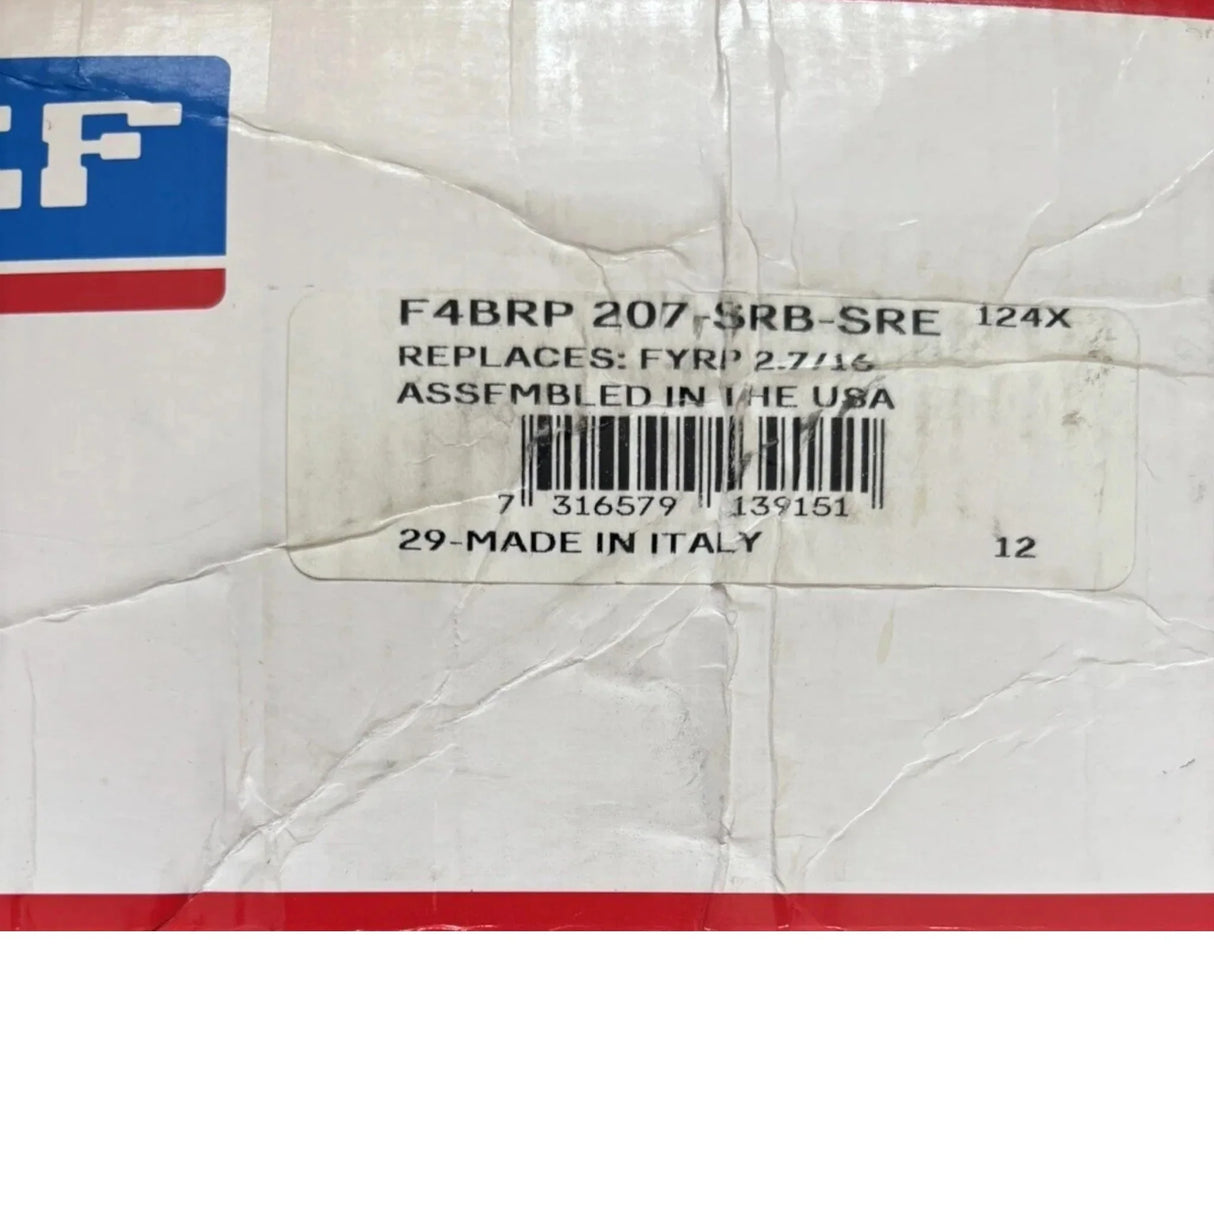 KF
F4BRP 207-SRB-SRE 124X
REPLACES: FYRP 2.7/16
ASSEMBLED IN THE USA
7 316579 139151
29-MADE IN ITALY 12